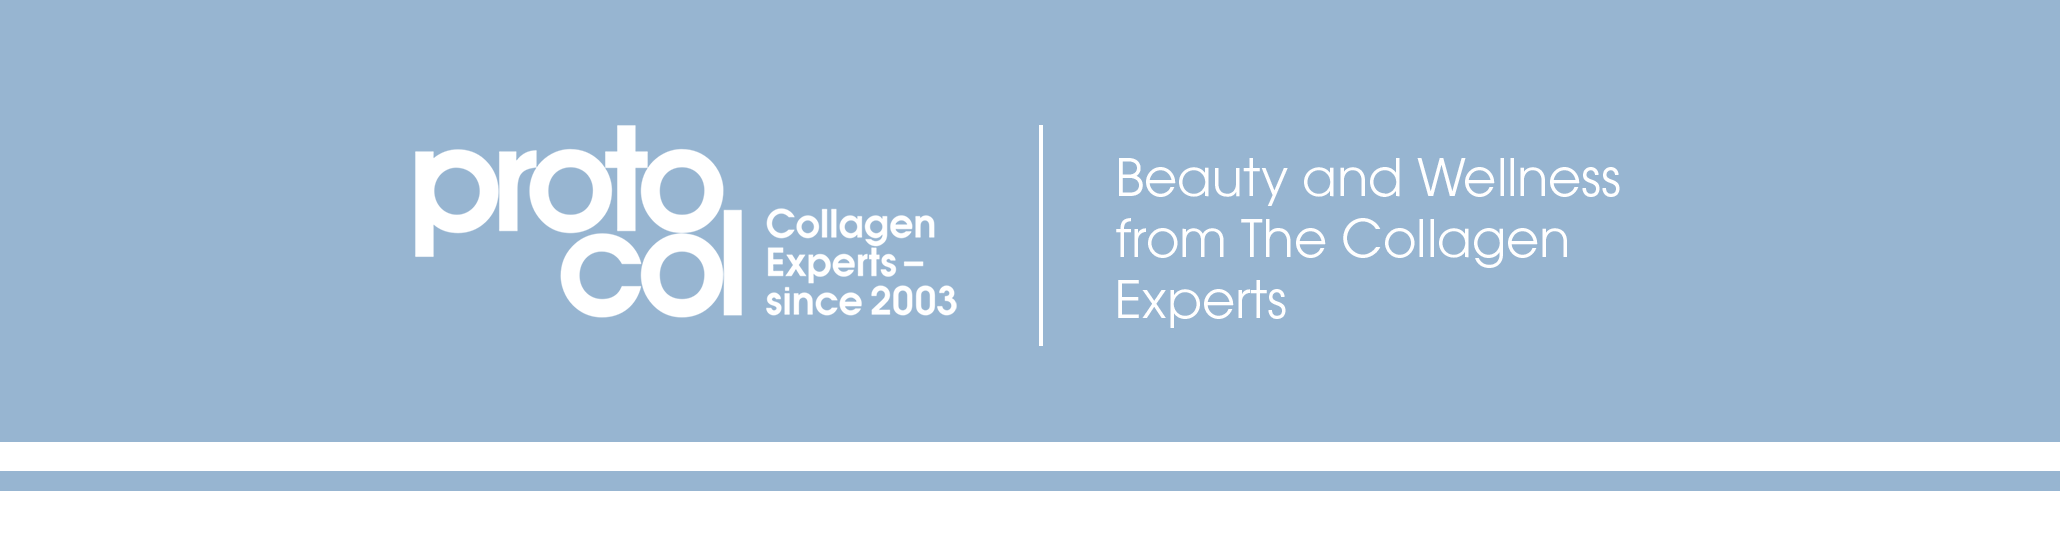 proto
col
Collagen
Experts –
since 2003
Beauty and Wellness
from The Collagen
Experts